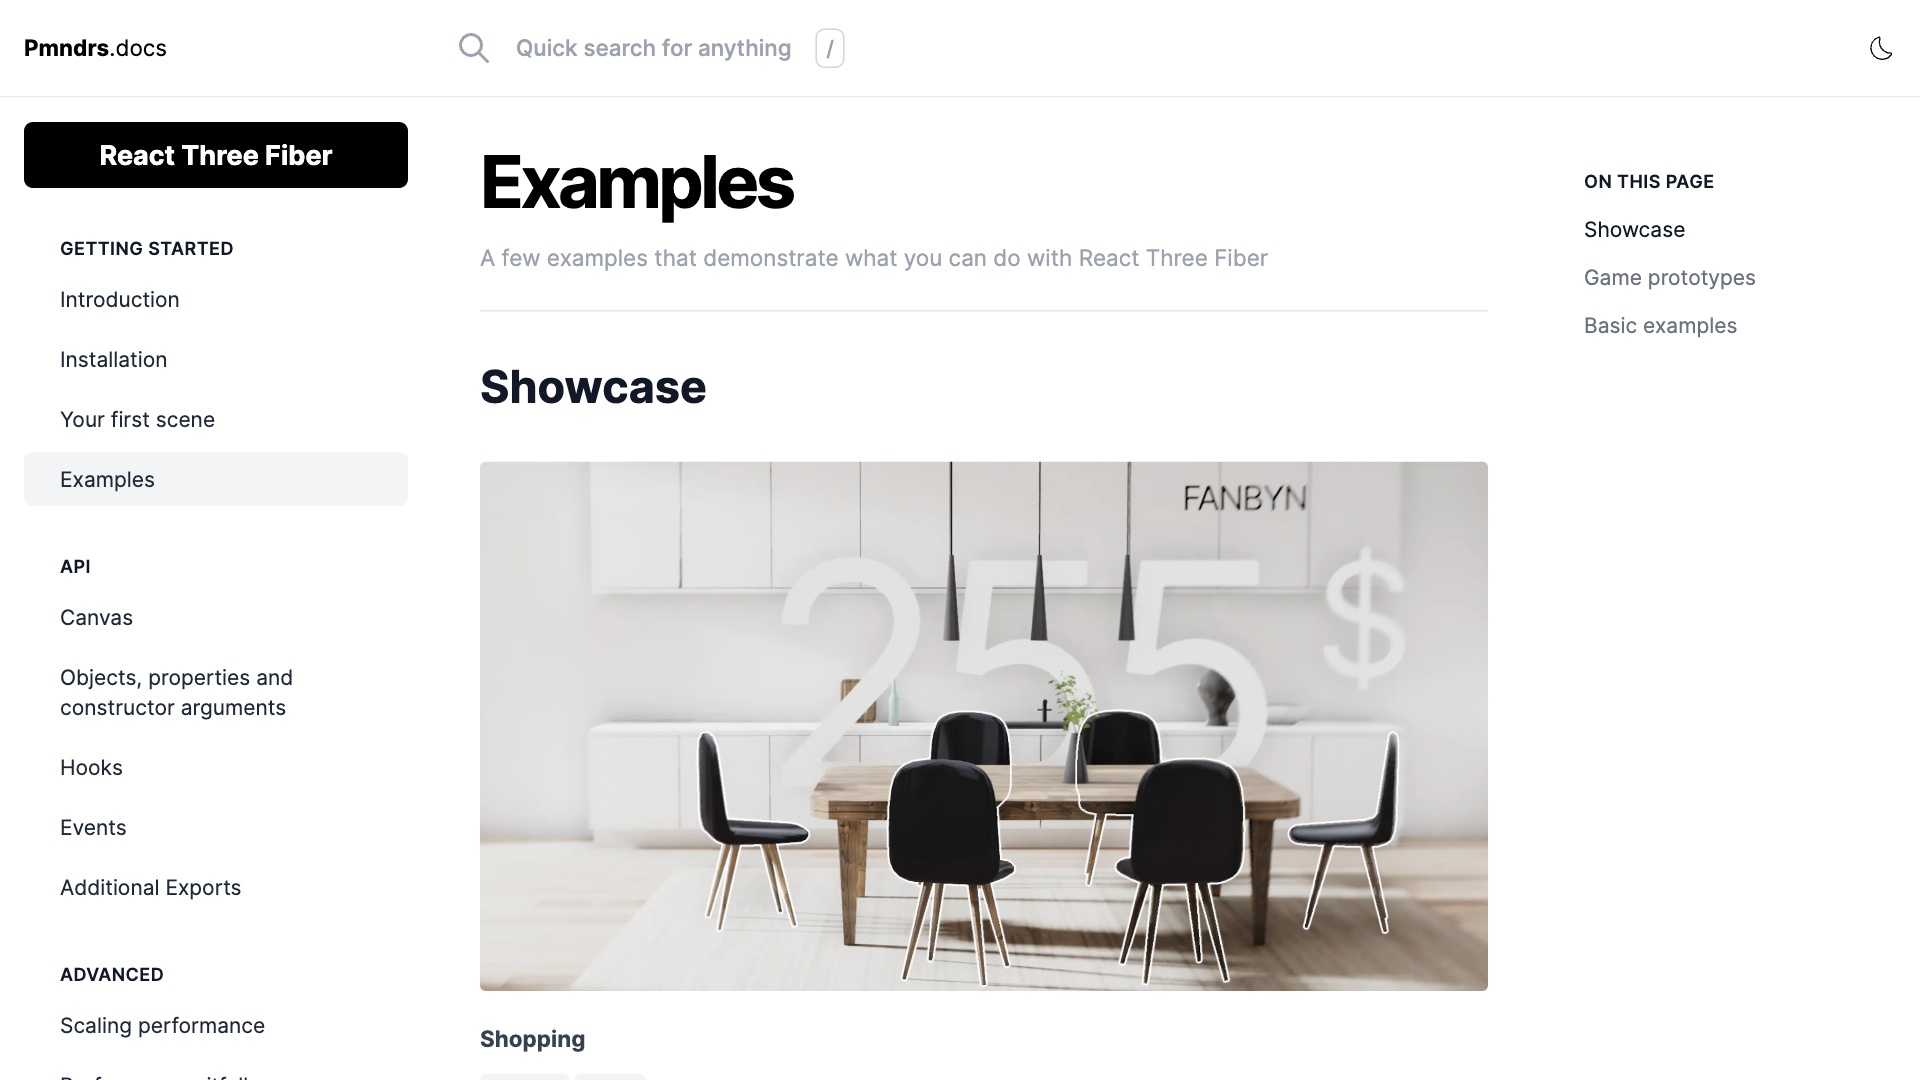 Pmndrs.docs
Quick search for anything
/
React Three Fiber
GETTING STARTED
Introduction
Installation
Your first scene
Examples
API
Canvas
Objects, properties and
constructor arguments
Hooks
Events
Additional Exports
ADVANCED
Scaling performance
Examples
A few examples that demonstrate what you can do with React Three Fiber
Showcase
FANBYN
255 $
Shopping
ON THIS PAGE
Showcase
Game prototypes
Basic examples